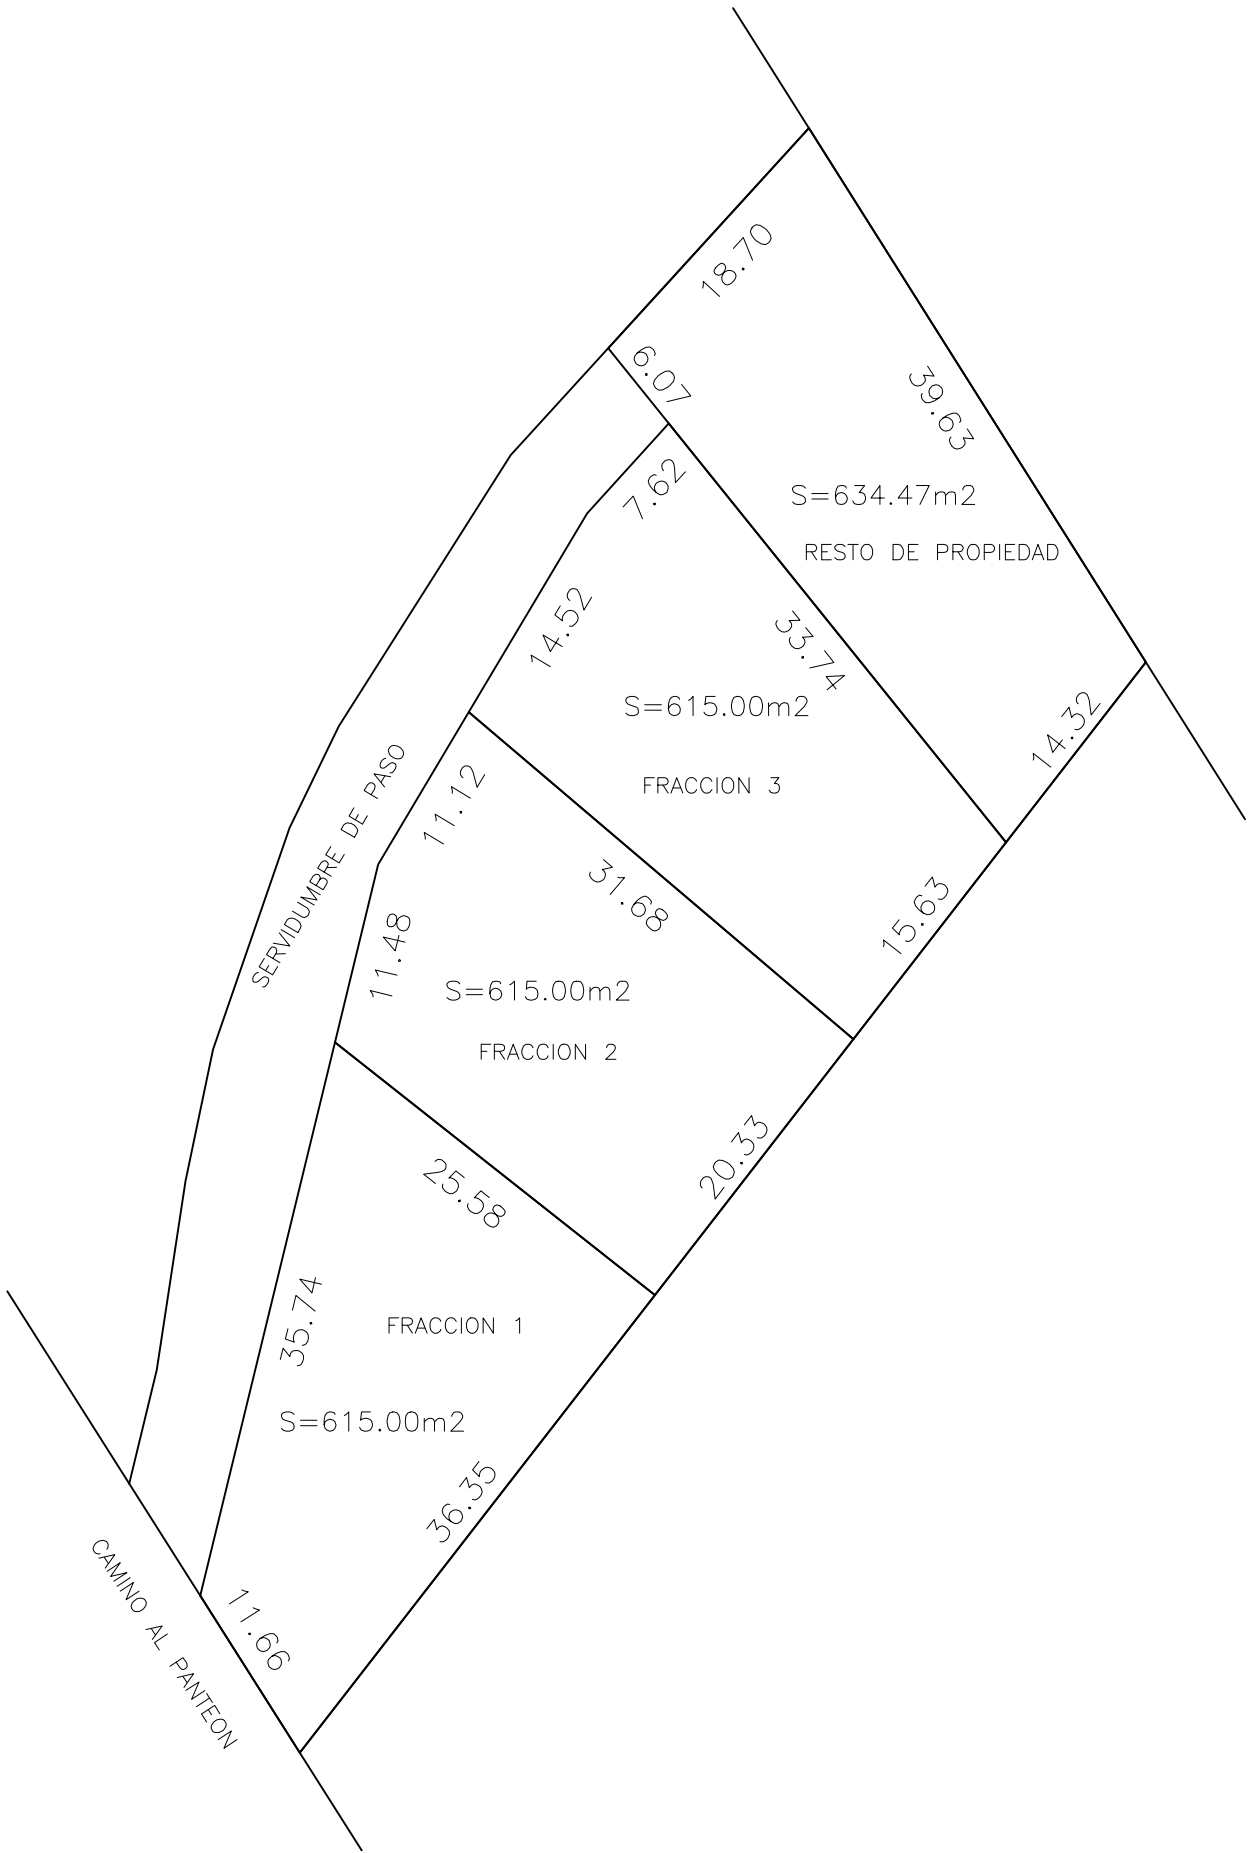 18.70
6.07
39.63
7.62
S=634.47m2
RESTO DE PROPIEDAD
14.52
33.74
S=615.00m2
14.32
FRACCION 3
11.12
SERVIDUMBRE DE PASO
31.68
15.63
11.48
S=615.00m2
FRACCION 2
20.33
25.58
35.74
FRACCION 1
S=615.00m2
36.35
11.66
CAMINO AL PANTEON